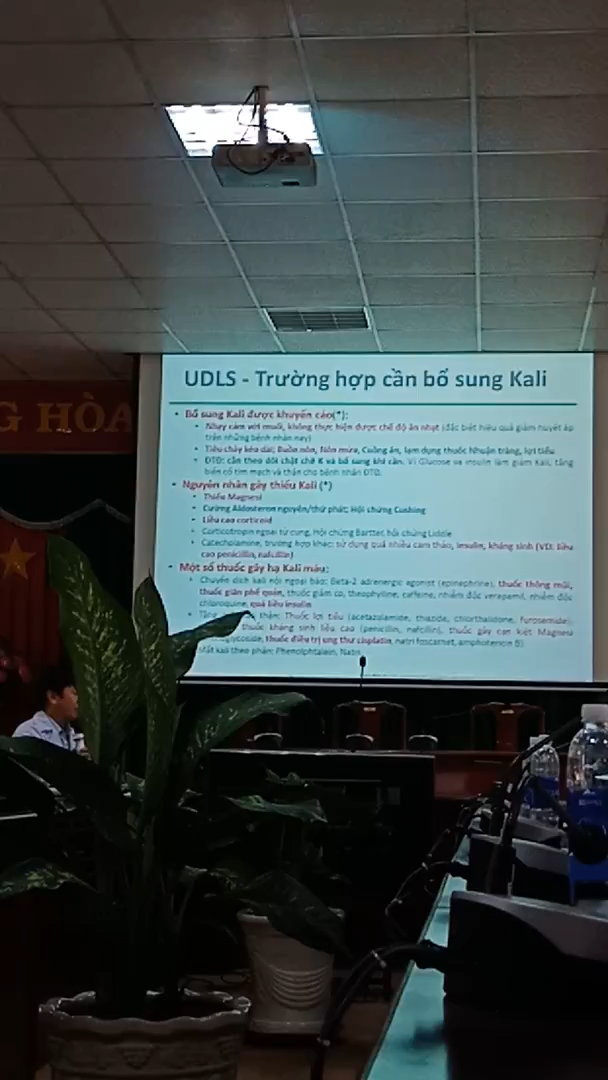 G HÒA
UDLS - Trường hợp cần bổ sung Kali
• Bổ sung Kali được khuyến cáo(*):
• Nhạy cảm với muối, không thực hiện được chế độ ăn nhạt (đặc biệt hiệu quả giảm huyết áp
trên những bệnh nhân này)
• Tiêu chảy kéo dài; Buồn nôn, Nôn mửa, Cuồng ăn, lạm dụng thuốc Nhuận tràng, lợi tiểu
• ĐTĐ: cần theo dõi chặt chẽ K và bổ sung khi cần. Vì Glucose và insulin làm giảm Kali, tăng
biến cố tim mạch và thận cho bệnh nhân ĐTĐ.
• Nguyên nhân gây thiếu Kali (*)
• Thiếu Magnesi
• Cường Aldosteron nguyên/thứ phát; Hội chứng Cushing
• Liều cao corticoid
• Corticotropin ngoại tử cung, Hội chứng Bartter, hội chứng Liddle
• Catecholamine, trường hợp khác: sử dụng quá nhiều cam thảo, insulin, kháng sinh (VD: liều
cao penicillin, nafcillin)
• Một số thuốc gây hạ Kali máu:
• Chuyển dịch kali nội ngoại bào: Beta-2 adrenergic agonist (epinephrine), thuốc thông mũi,
thuốc giãn phế quản, thuốc giảm co, theophylline, caffeine, nhiễm độc verapamil, nhiễm độc
chloroquine, quá liều insulin
thận: Thuốc lợi tiểu (acetazolamide, thiazide, chlorthalidone, furosemide);
thuốc kháng sinh liều cao (penicillin, nafcillin), thuốc gây cạn kiệt Magnesi
glycoside, thuốc điều trị ung thư cisplatin, natri foscarnet, amphotericin B)
Mất kali theo phân: Phenolphtalein, Natri